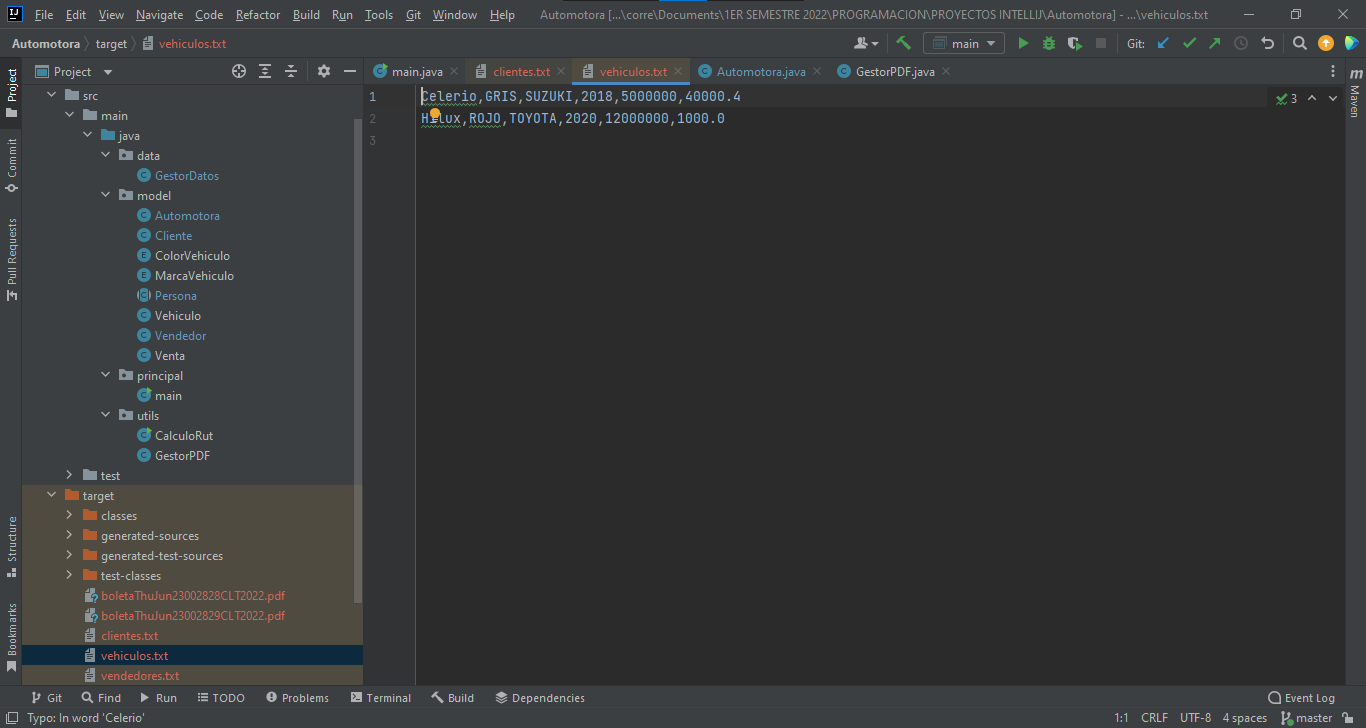 File Edit View Navigate Code Refactor Build Run Tools Git Window Help Automotora [...\corre\Documents\1ER SEMESTRE 2022\PROGRAMACION\PROYECTOS INTELLIJ\Automotora] - ...\vehiculos.txt
Automotora target vehiculos.txt main Git:
Project main.java clientes.txt vehiculos.txt Automotora.java GestorPDF.java
Project
Commit
Pull Requests
Structure
Bookmarks
src
main
java
data
GestorDatos
model
Automotora
Cliente
ColorVehiculo
MarcaVehiculo
Persona
Vehiculo
Vendedor
Venta
principal
main
utils
CalculoRut
GestorPDF
test
target
classes
generated-sources
generated-test-sources
test-classes
boletaThuJun23002828CLT2022.pdf
boletaThuJun23002829CLT2022.pdf
clientes.txt
vehiculos.txt
vendedores.txt
1 Celerio,GRIS,SUZUKI,2018,5000000,40000.4
2 Hilux,ROJO,TOYOTA,2020,12000000,1000.0
3
3
m
Maven
Git Find Run TODO Problems Terminal Build Dependencies Event Log
Typo: In word 'Celerio' 1:1 CRLF UTF-8 4 spaces master